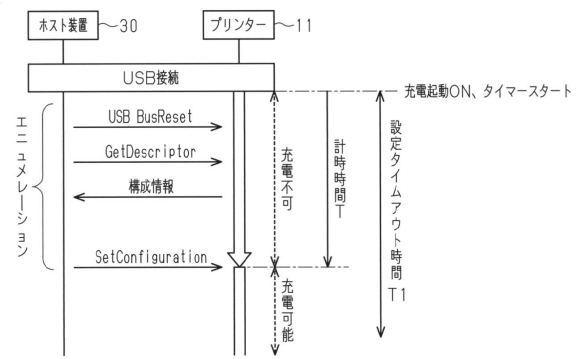 ホスト装置
30
プリンター
11
USB接続
充電起動ON、タイマースタート
エニュメレーション
USB BusReset
GetDescriptor
構成情報
SetConfiguration
充電不可
計時時間T
設定タイムアウト時間T1
充電可能